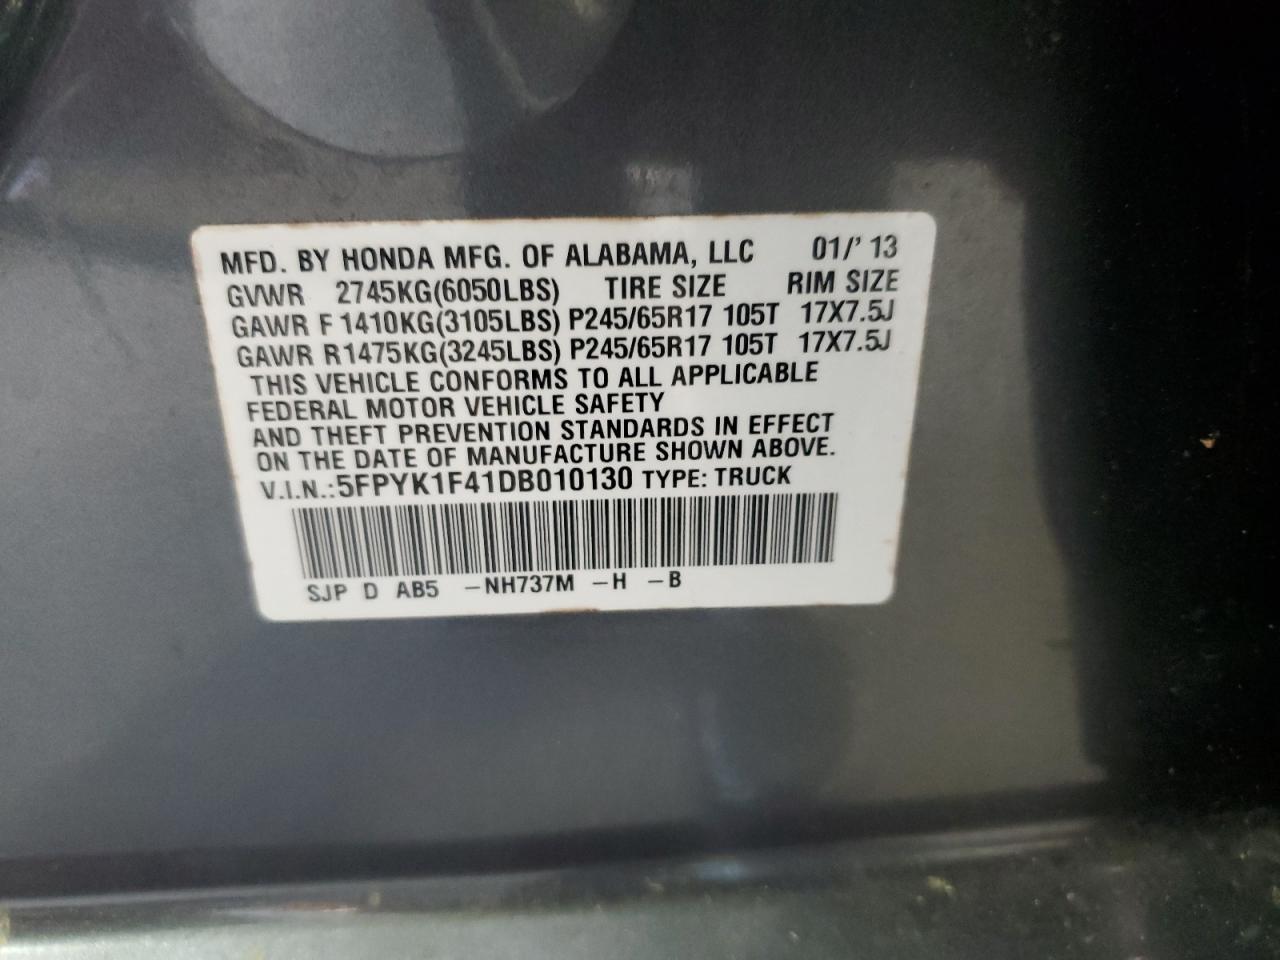 MFD. BY HONDA MFG. OF ALABAMA, LLC 01/' 13
GVWR 2745KG(6050LBS) TIRE SIZE RIM SIZE
GAWR F 1410KG(3105LBS) P245/65R17 105T 17X7.5J
GAWR R1475KG(3245LBS) P245/65R17 105T 17X7.5J
THIS VEHICLE CONFORMS TO ALL APPLICABLE
FEDERAL MOTOR VEHICLE SAFETY
AND THEFT PREVENTION STANDARDS IN EFFECT
ON THE DATE OF MANUFACTURE SHOWN ABOVE.
V.I.N.:5FPYK1F41DB010130 TYPE: TRUCK
SJP D AB5 -NH737M -H -B